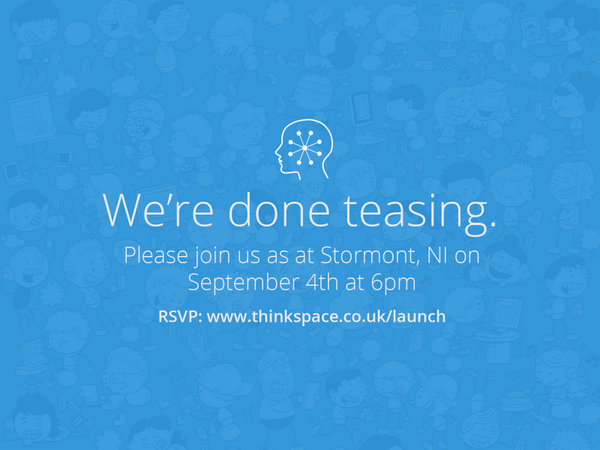 We're done teasing.
Please join us as at Stormont, NI on
September 4th at 6pm
RSVP: www.thinkspace.co.uk/launch